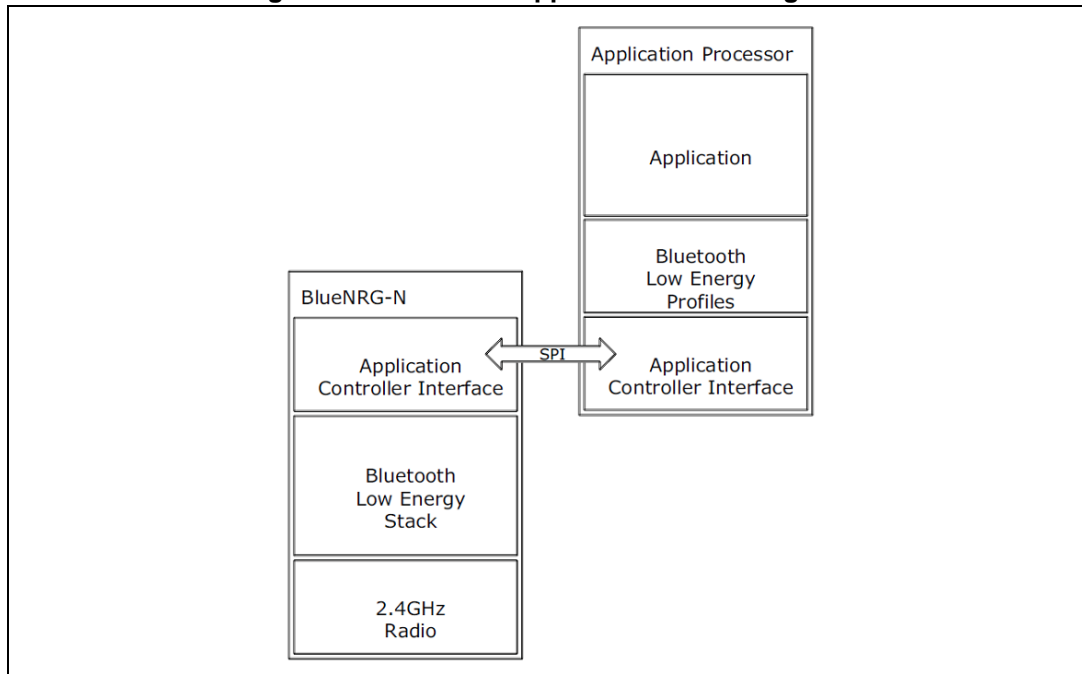 Application Processor
Application
Bluetooth
Low Energy
Profiles
BlueNRG-N
SPI
Application
Controller Interface
Application
Controller Interface
Bluetooth
Low Energy
Stack
2.4GHz
Radio